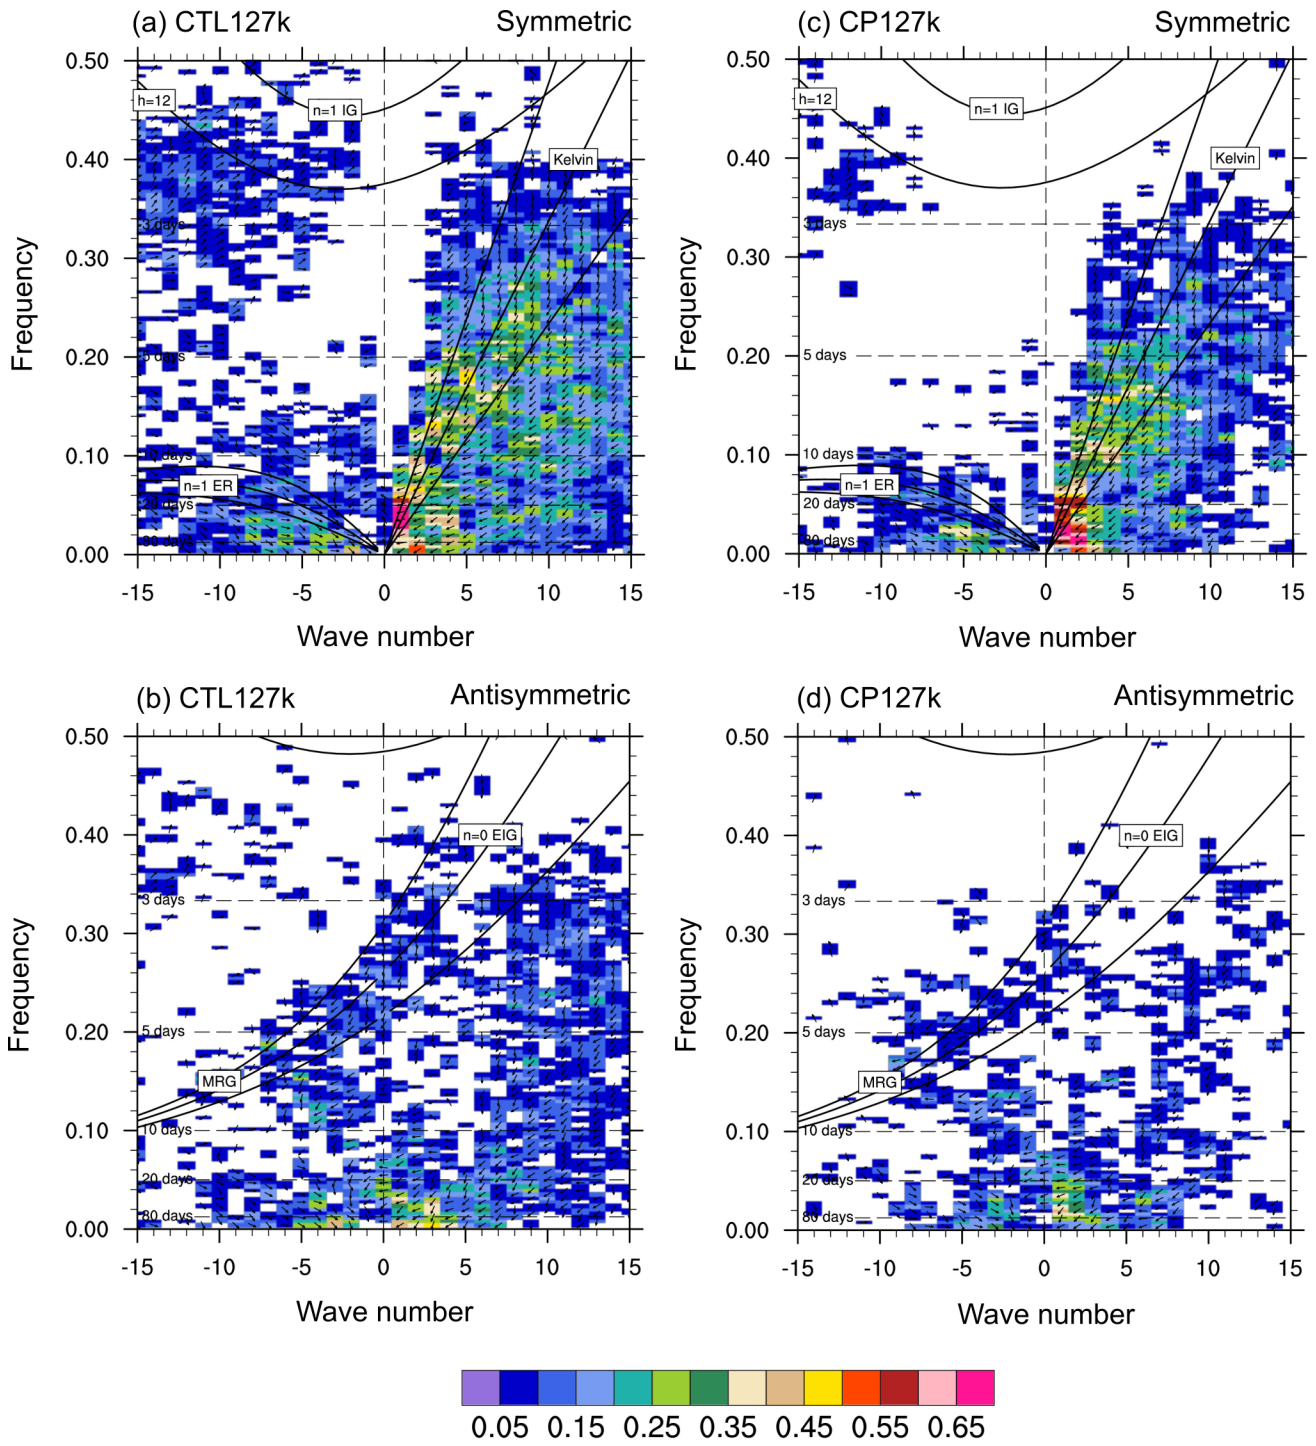 (a) CTL127k Symmetric
0.50
0.40
0.30
0.20
0.10
0.00
Frequency
h=12
n=1 IG
Kelvin
3 days
5 days
10 days
n=1 ER
20 days
80 days
-15 -10 -5 0 5 10 15
Wave number
(c) CP127k Symmetric
0.50
0.40
0.30
0.20
0.10
0.00
Frequency
h=12
n=1 IG
Kelvin
3 days
5 days
10 days
n=1 ER
20 days
80 days
-15 -10 -5 0 5 10 15
Wave number
(b) CTL127k Antisymmetric
0.50
0.40
0.30
0.20
0.10
0.00
Frequency
n=0 EIG
3 days
5 days
MRG
10 days
20 days
80 days
-15 -10 -5 0 5 10 15
Wave number
(d) CP127k Antisymmetric
0.50
0.40
0.30
0.20
0.10
0.00
Frequency
n=0 EIG
3 days
5 days
MRG
10 days
20 days
80 days
-15 -10 -5 0 5 10 15
Wave number
0.05 0.15 0.25 0.35 0.45 0.55 0.65